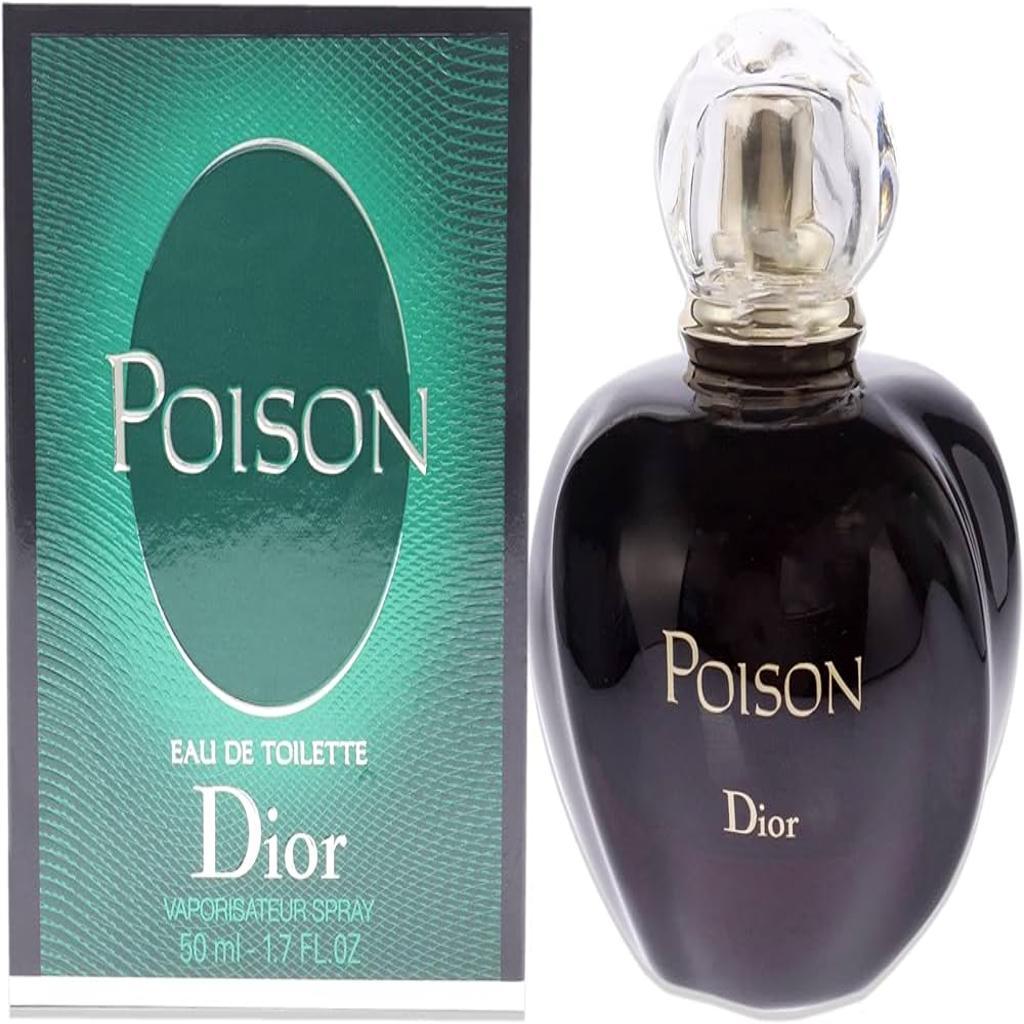 POISON
EAU DE TOILETTE
Dior
VAPORISATEUR SPRAY
50 ml - 1.7 FL.OZ
POISON
Dior